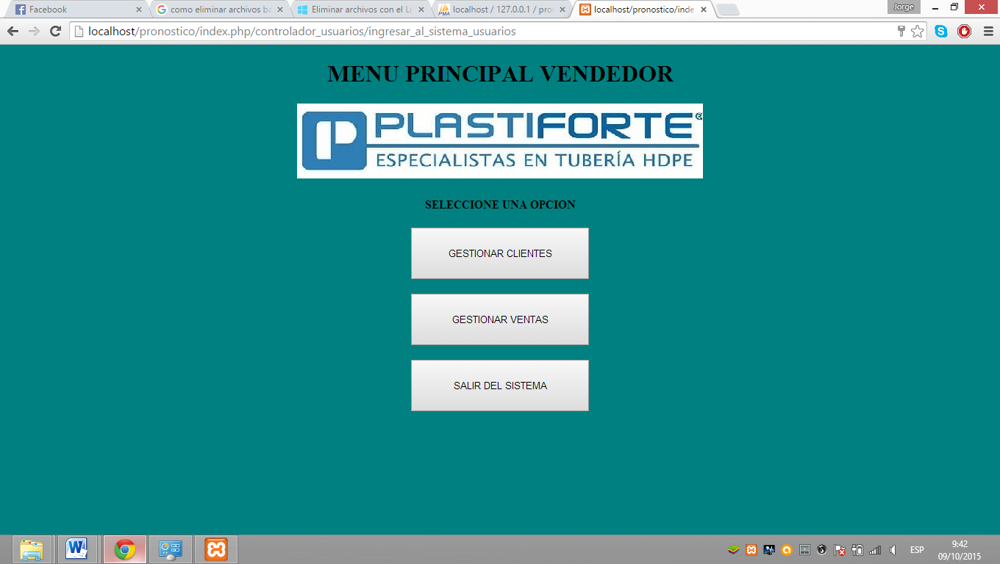 Facebook
como eliminar archivos ba
Eliminar archivos con el Li
localhost / 127.0.0.1 / pro
localhost/pronostico/inde
Jorge
localhost/pronostico/index.php/controlador_usuarios/ingresar_al_sistema_usuarios
MENU PRINCIPAL VENDEDOR
PLASTIFORTE
ESPECIALISTAS EN TUBERÍA HDPE
SELECCIONE UNA OPCION
GESTIONAR CLIENTES
GESTIONAR VENTAS
SALIR DEL SISTEMA
ESP
9:42
09/10/2015